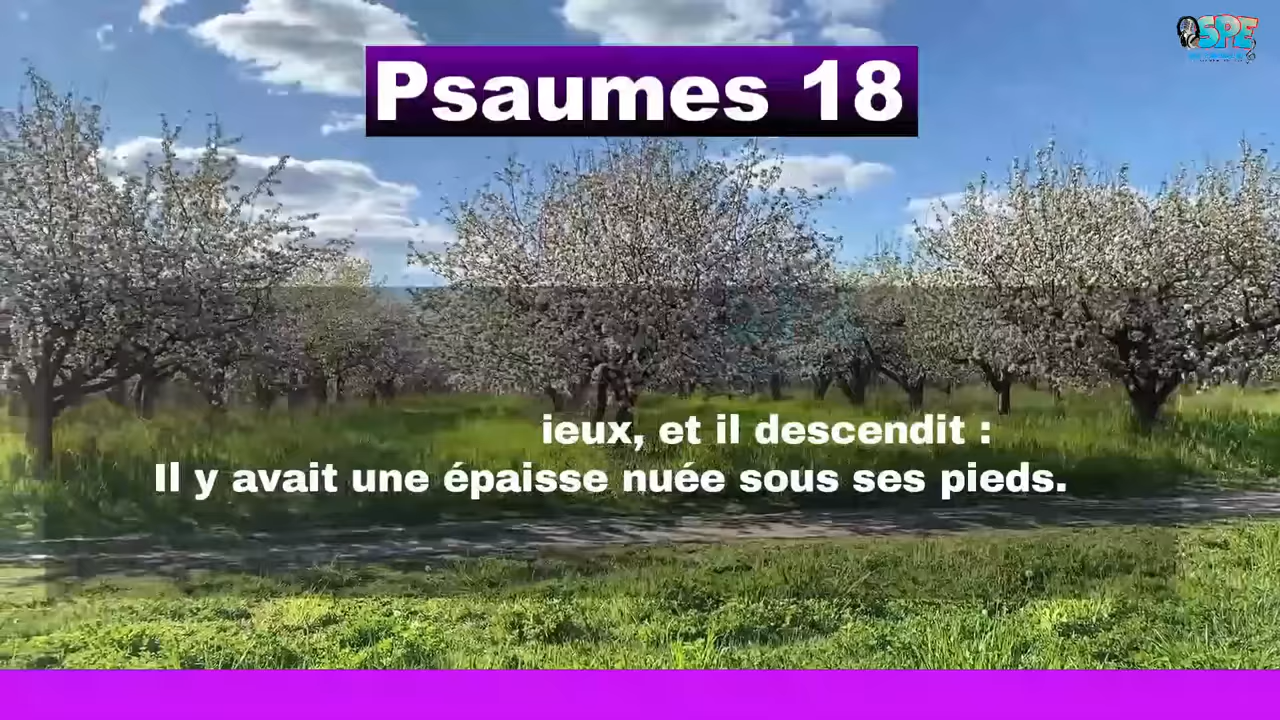 SPE
Psaumes 18
ieux, et il descendit :
Il y avait une épaisse nuée sous ses pieds.